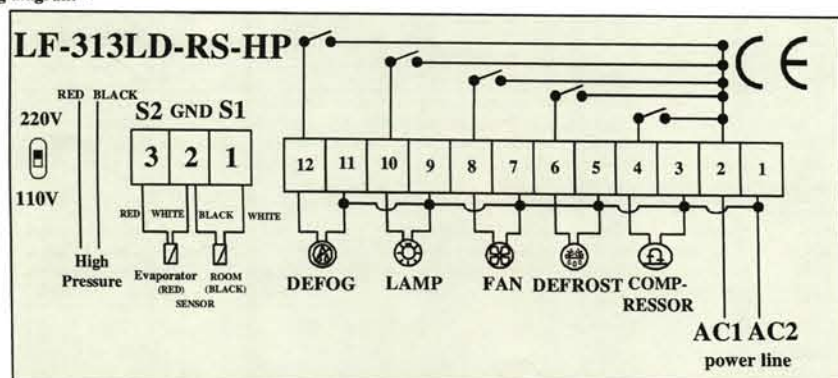 LF-313LD-RS-HP
CE
RED BLACK
220V
110V
High
Pressure
S2 GND S1
3 2 1
RED WHITE BLACK WHITE
Evaporator ROOM
(RED) (BLACK)
SENSOR
12 11 10 9 8 7 6 5 4 3 2 1
DEFOG LAMP FAN DEFROST COMP-
RESSOR
AC1 AC2
power line